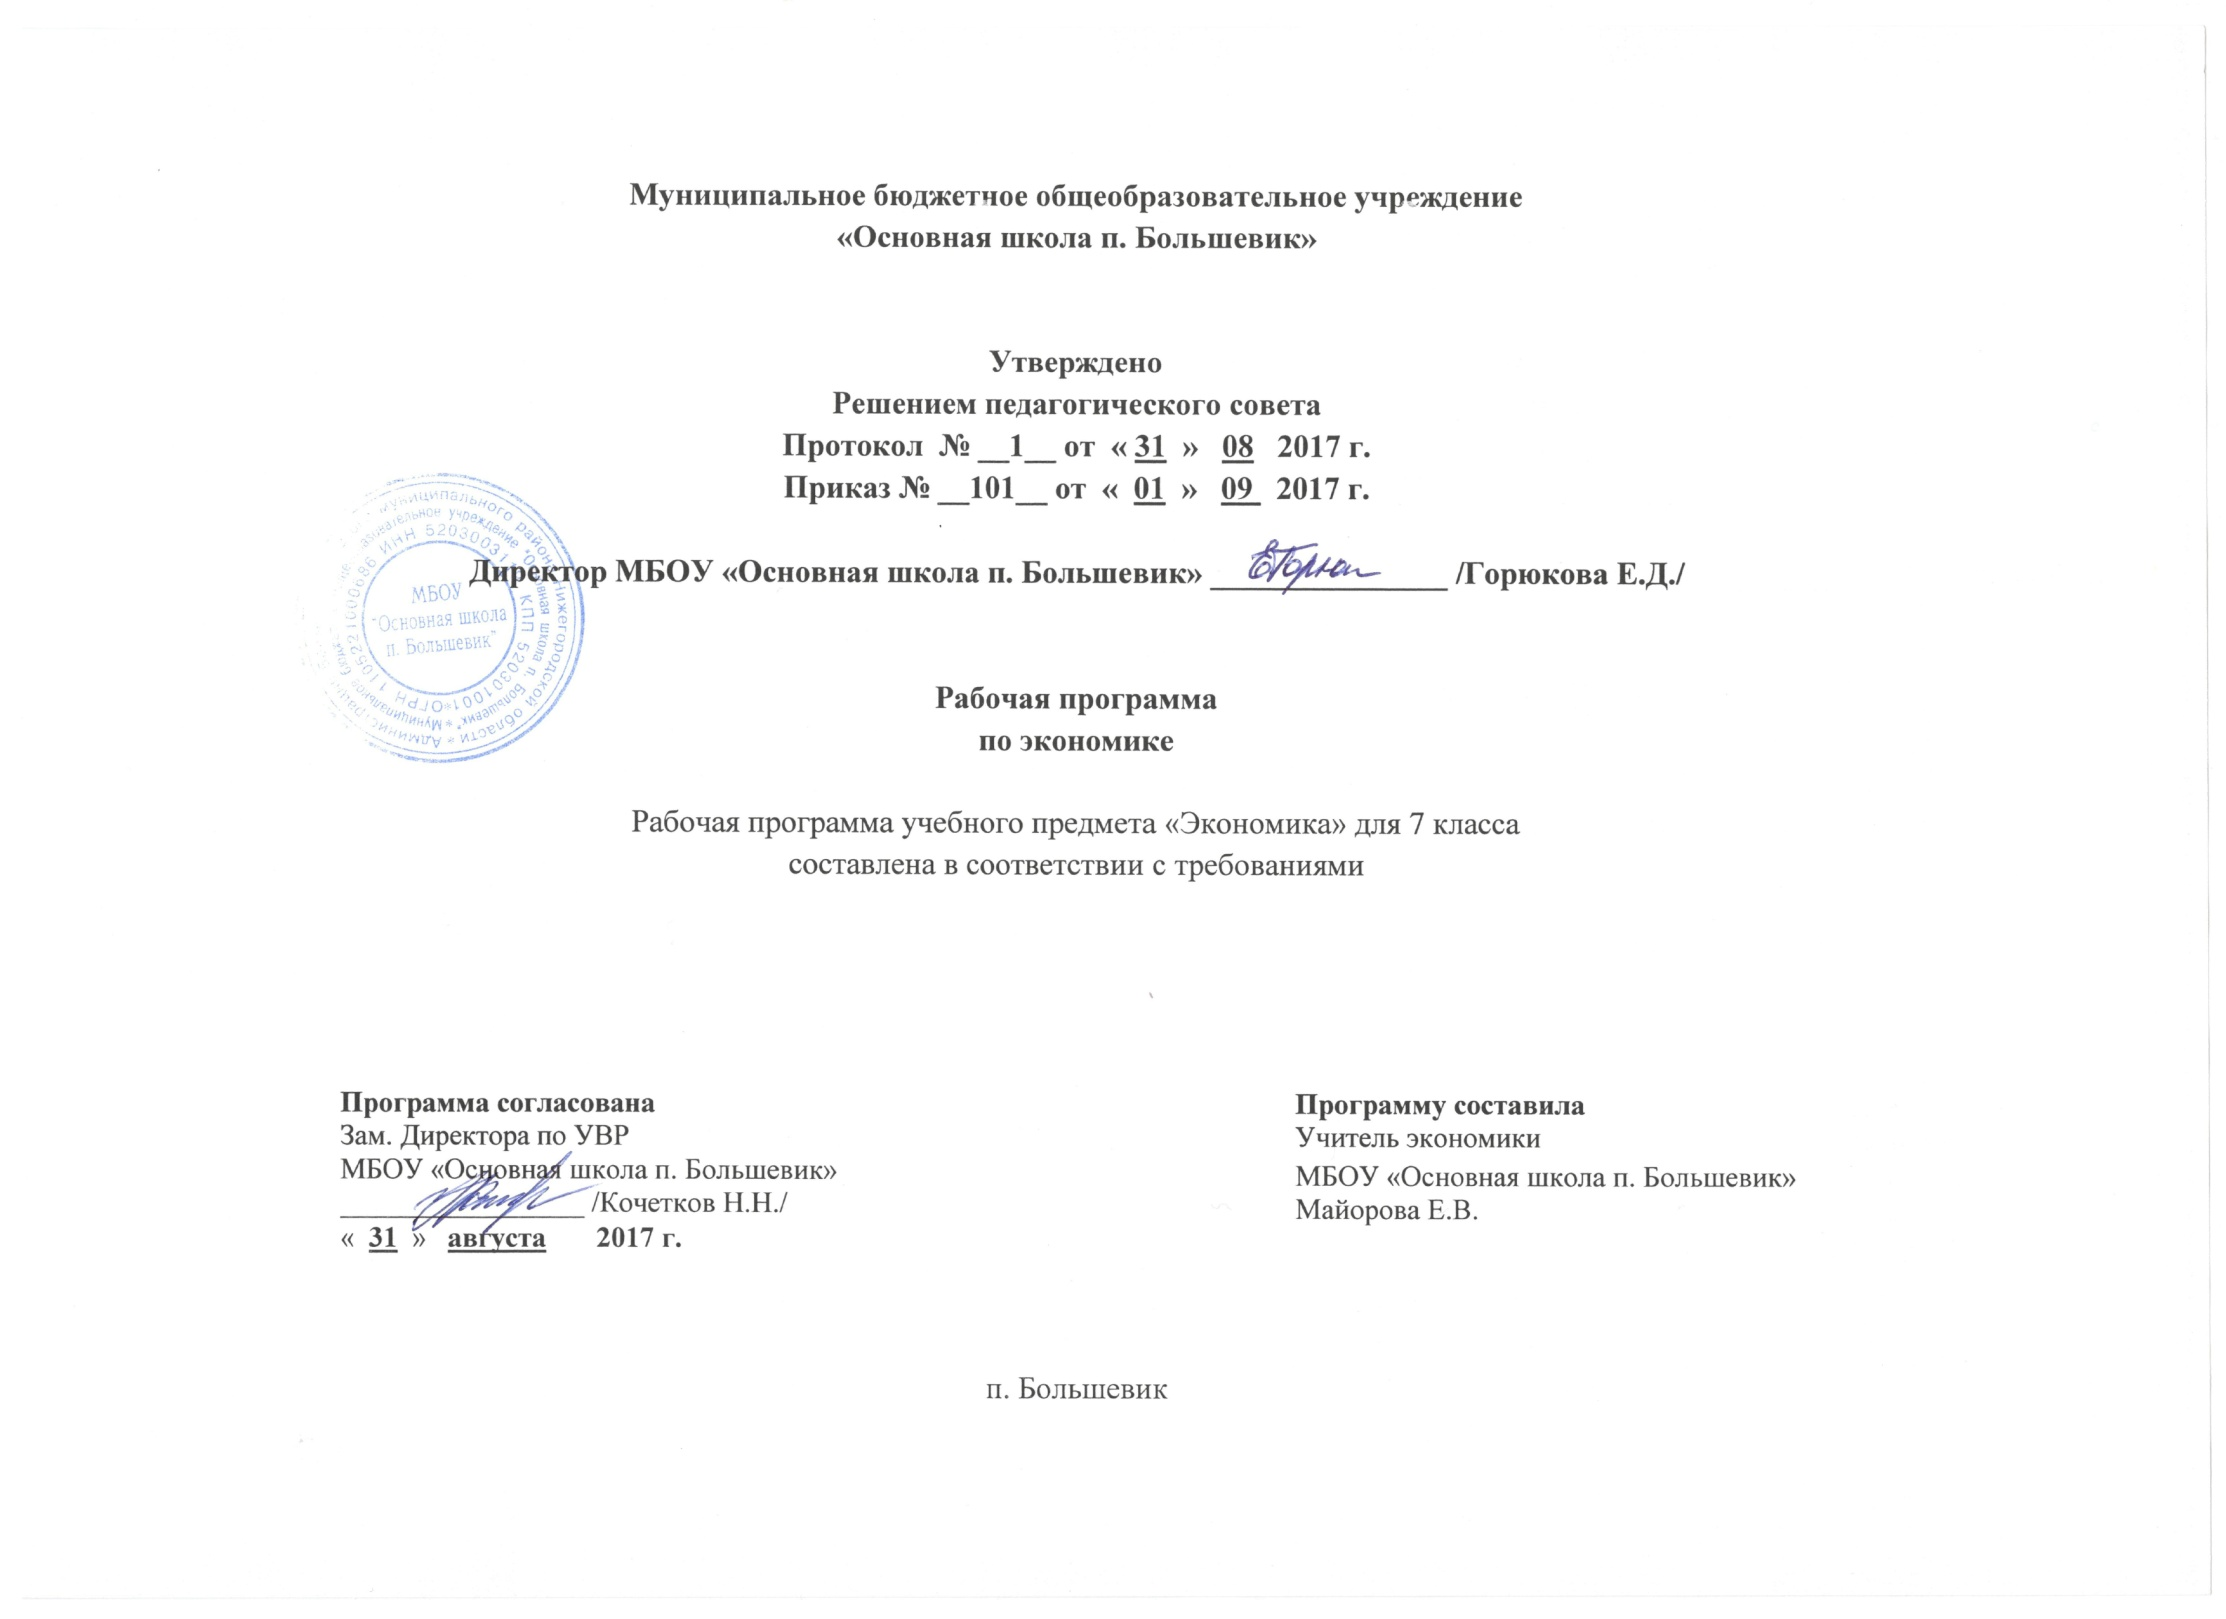 Муниципальное бюджетное общеобразовательное учреждение
«Основная школа п. Большевик»
Утверждено
Решением педагогического совета
Протокол № __1__ от « 31 » 08 2017 г.
Приказ № __101__ от « 01 » 09 2017 г.
Директор МБОУ «Основная школа п. Большевик» _______________ /Горюкова Е.Д./
МБОУ
"Основная школа
п. Большевик"
Рабочая программа
по экономике
Рабочая программа учебного предмета «Экономика» для 7 класса
составлена в соответствии с требованиями
Программа согласована
Зам. Директора по УВР
МБОУ «Основная школа п. Большевик»
_________________ /Кочетков Н.Н./
« 31 » августа 2017 г.
Программу составила
Учитель экономики
МБОУ «Основная школа п. Большевик»
Майорова Е.В.
п. Большевик